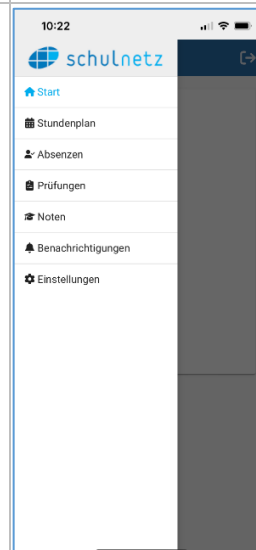 10:22
schulnetz
Start
Stundenplan
Absenzen
Prüfungen
Noten
Benachrichtigungen
Einstellungen